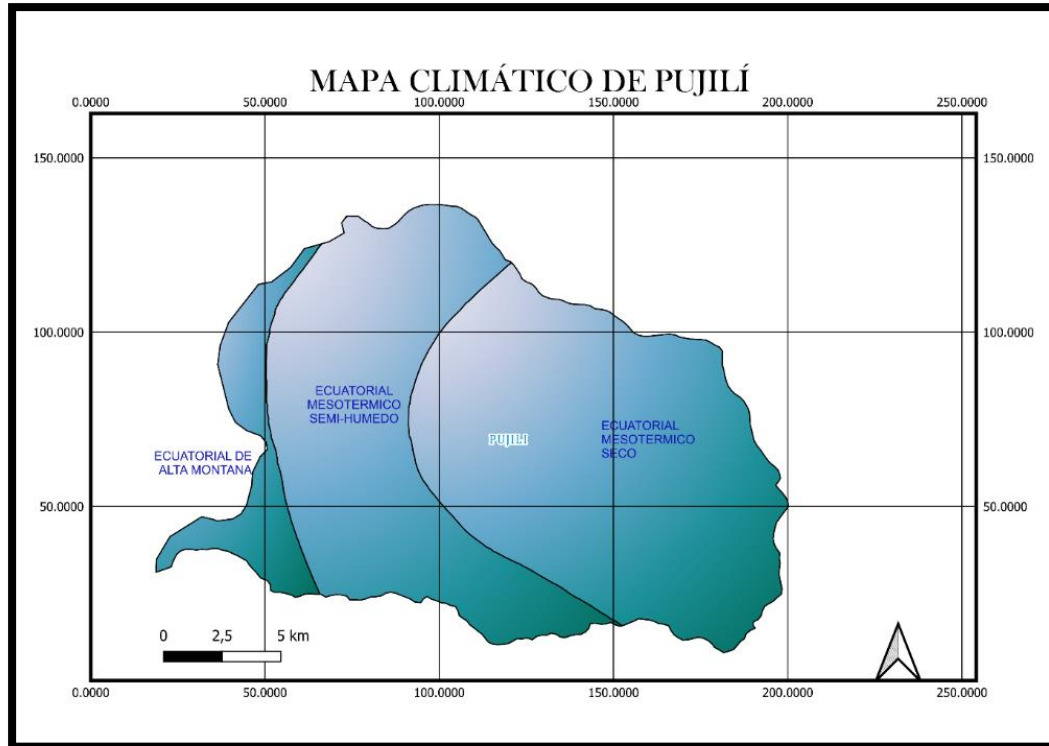 MAPA CLIMÁTICO DE PUJILÍ
0.0000 50.0000 100.0000 150.0000 200.0000 250.0000
150.0000 150.0000
100.0000 100.0000
ECUATORIAL
MESOTERMICO
SEMI-HUMEDO
PUJILI
ECUATORIAL
MESOTERMICO
SECO
ECUATORIAL DE
ALTA MONTANA
50.0000 50.0000
0 2,5 5 km
0.0000 50.0000 100.0000 150.0000 200.0000 250.0000